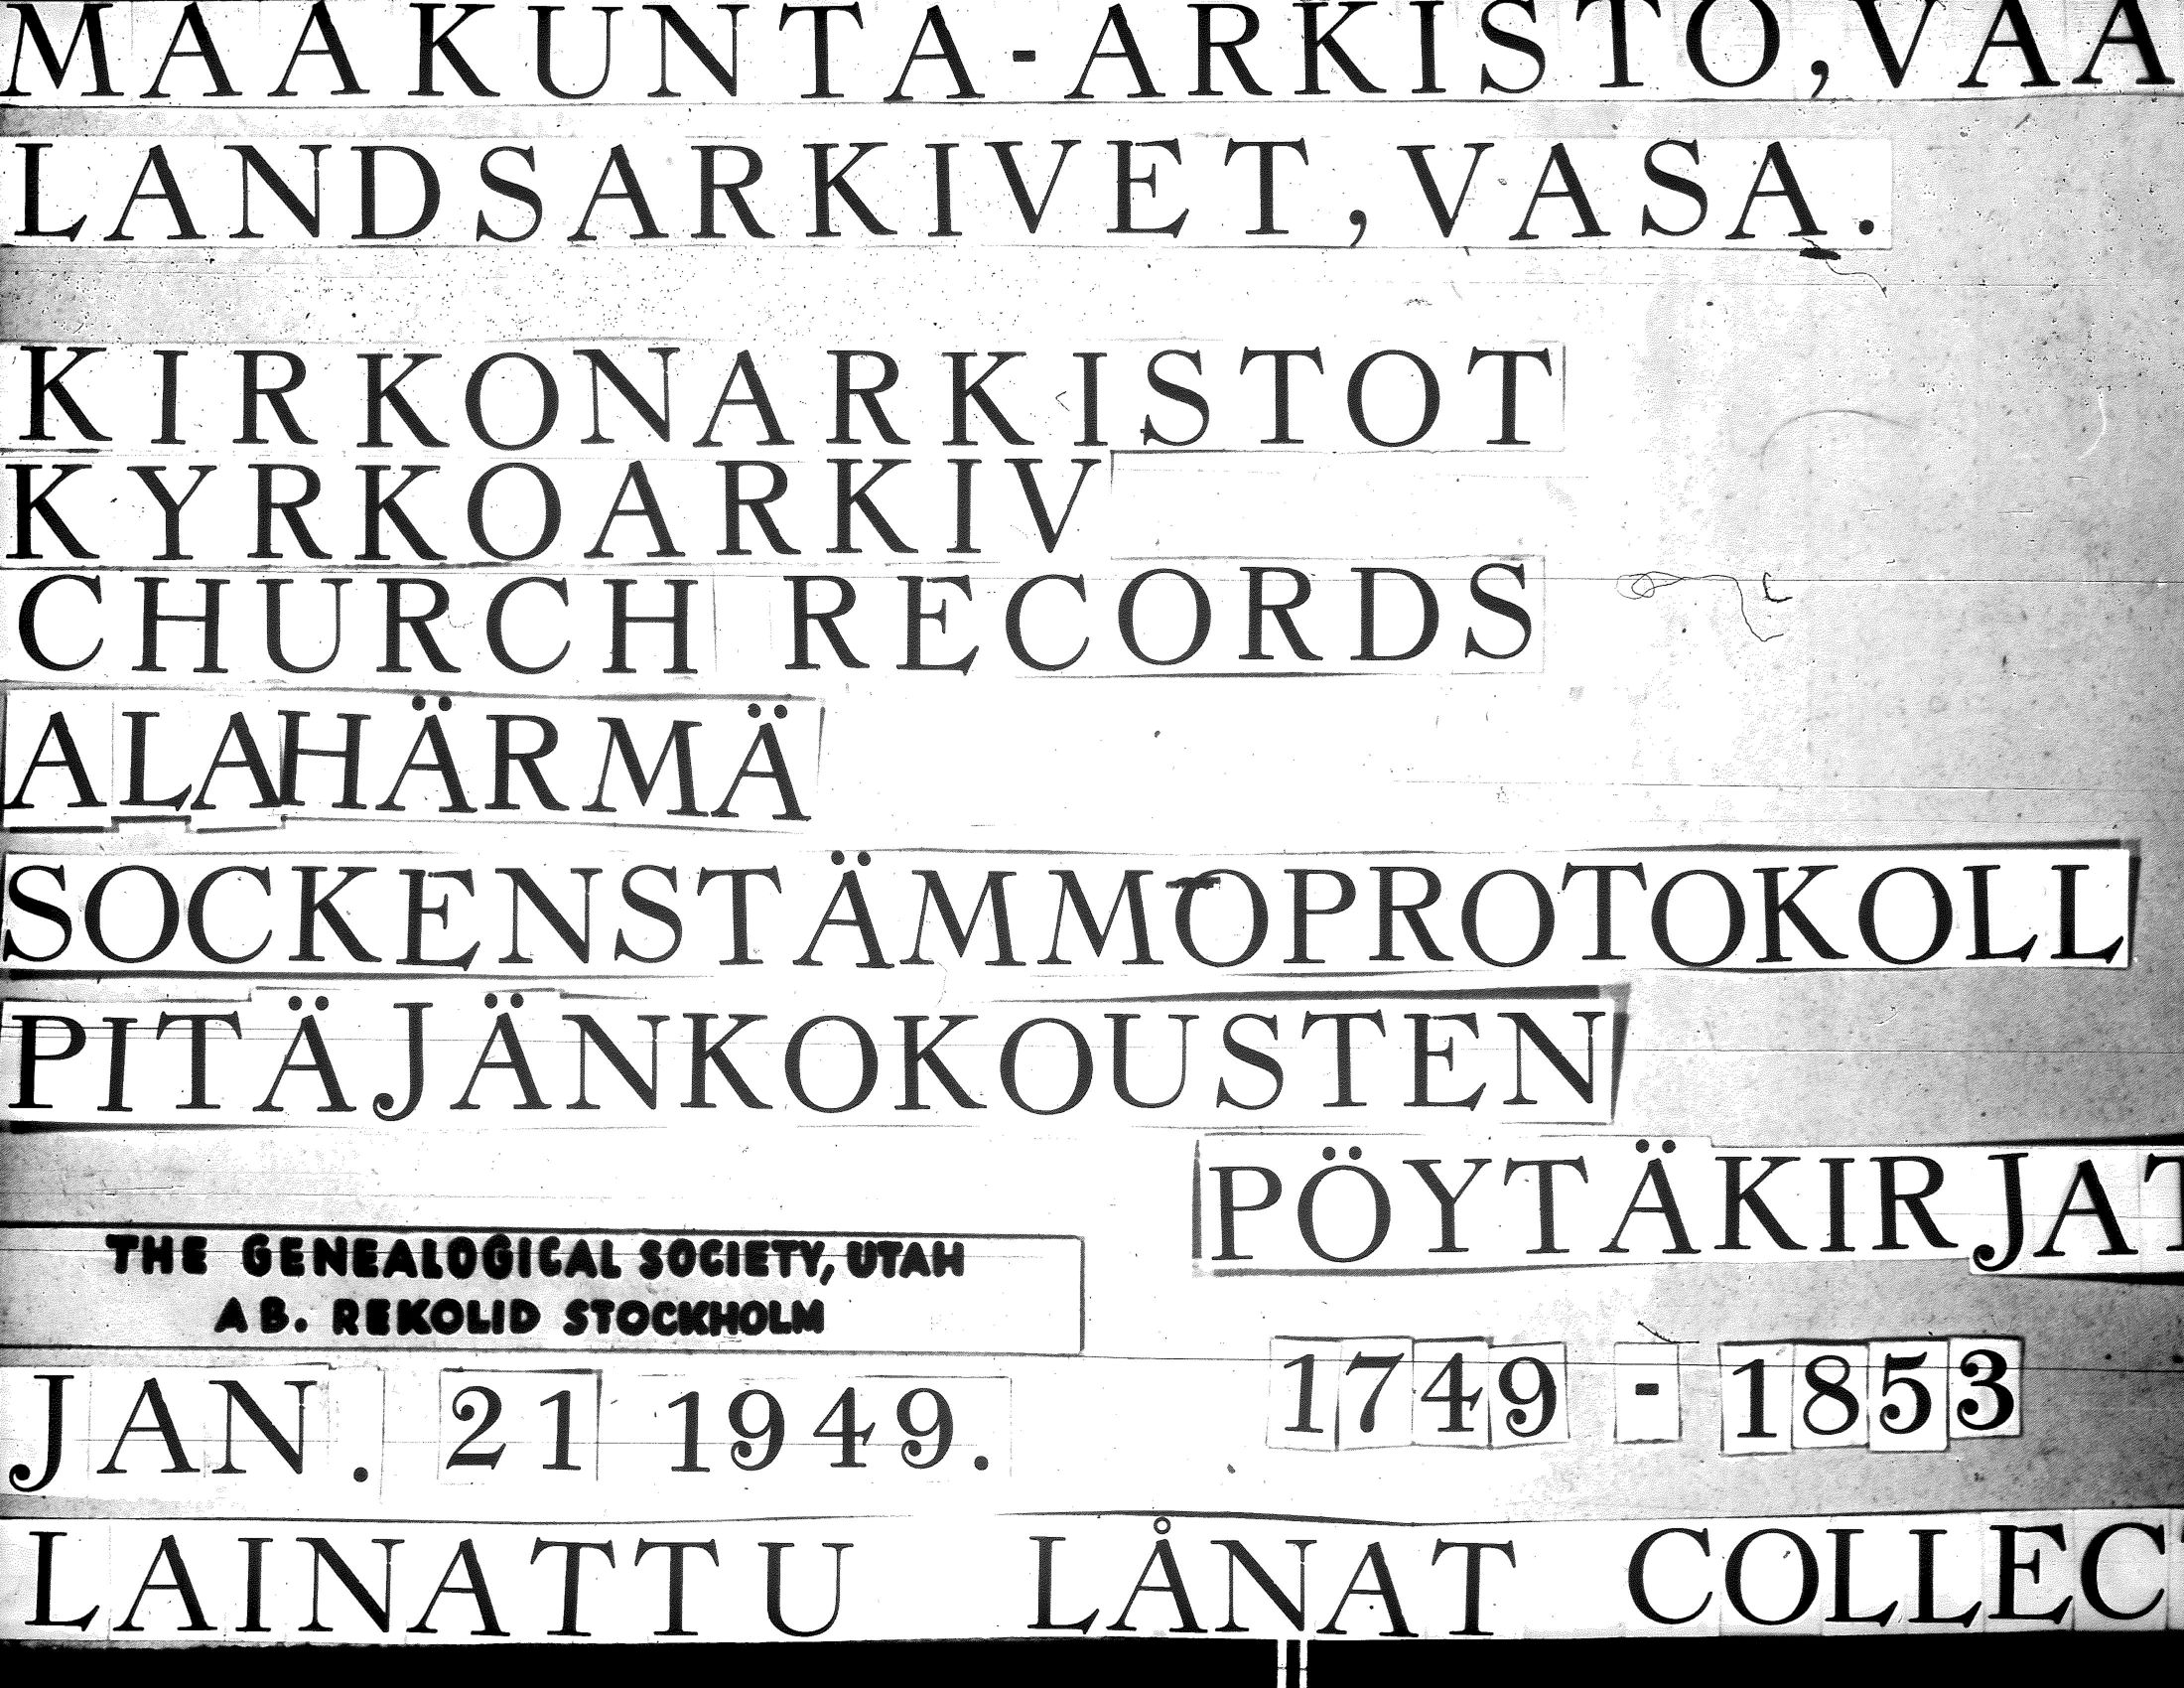 MAAKUNTA-ARKISTO, VAA
LANDSARKIVET, VASA.
KIRKONARKISTOT
KYRKOARKIV
CHURCH RECORDS
ALAHÄRMÄ
SOCKENSTÄMMOPROTOKOLL
PITÄJÄNKOKOUSTEN
PÖYTÄKIRJAT
THE GENEALOGICAL SOCIETY, UTAH
AB. REKOLID STOCKHOLM
1749 - 1853
JAN. 21 1949.
LAINATTU LÅNAT COLLEC